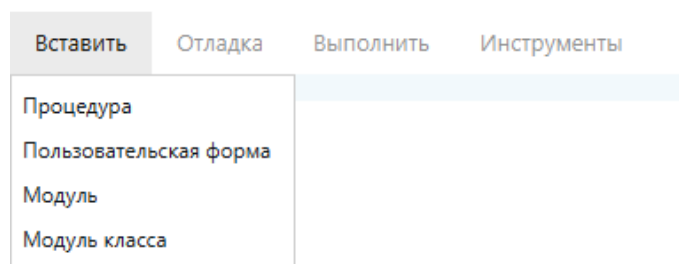 Вставить Отладка Выполнить Инструменты
Процедура
Пользовательская форма
Модуль
Модуль класса